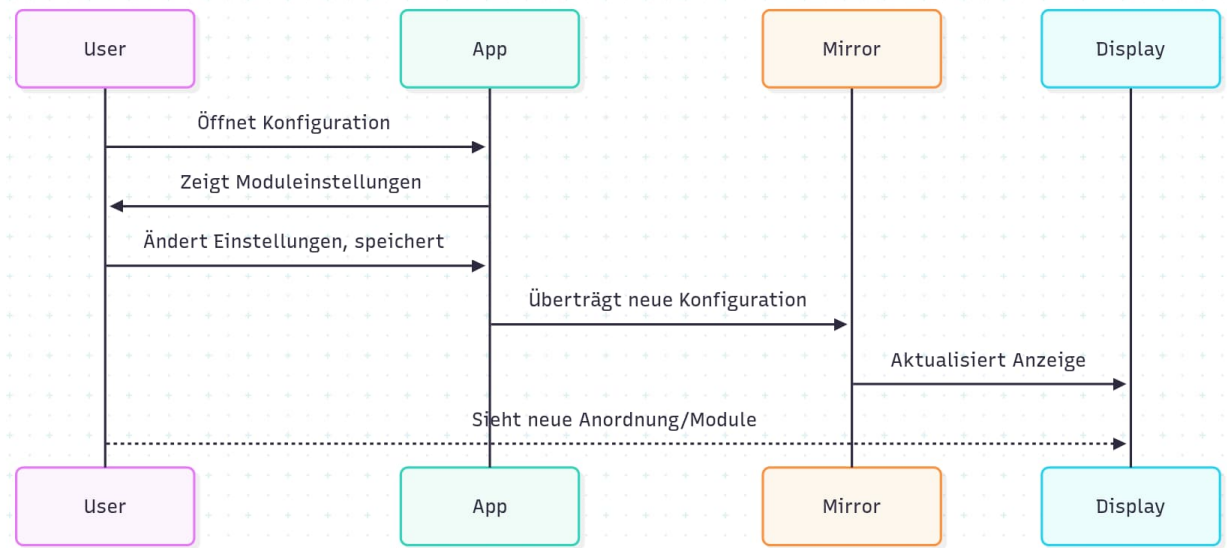 User
App
Mirror
Display
Öffnet Konfiguration
Zeigt Moduleinstellungen
Ändert Einstellungen, speichert
Überträgt neue Konfiguration
Aktualisiert Anzeige
Sieht neue Anordnung/Module
User
App
Mirror
Display